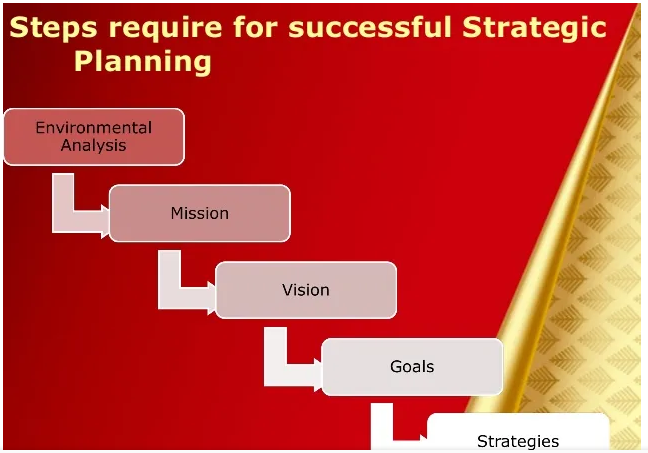 Steps require for successful Strategic
Planning
Environmental
Analysis
Mission
Vision
Goals
Strategies